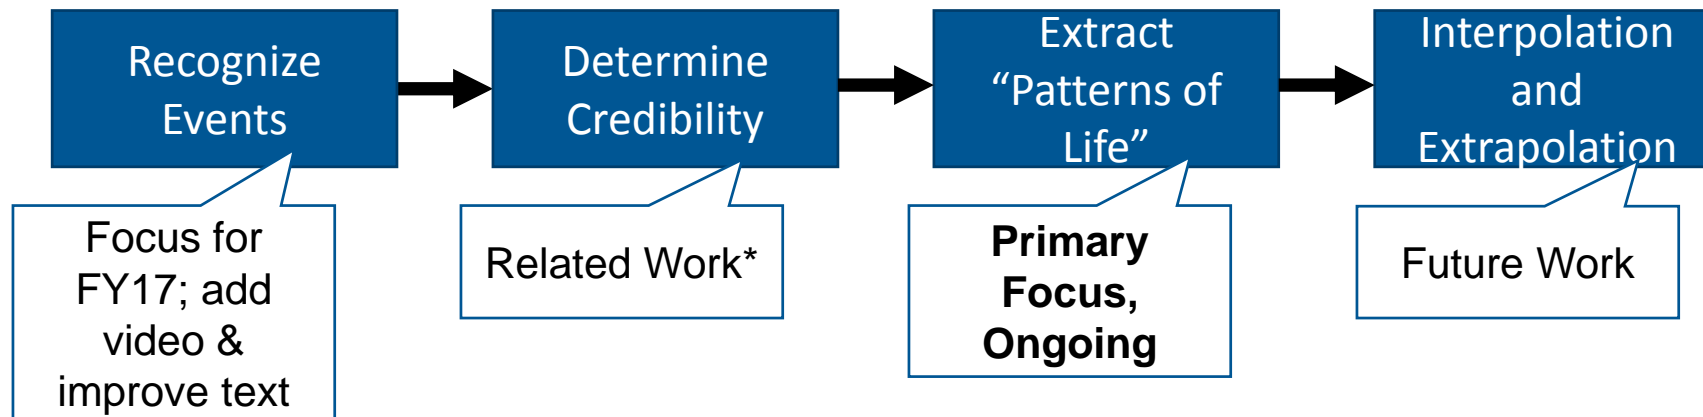 Recognize
Events
Determine
Credibility
Extract
“Patterns of
Life”
Interpolation
and
Extrapolation
Focus for
FY17; add
video &
improve text
Related Work*
Primary
Focus,
Ongoing
Future Work